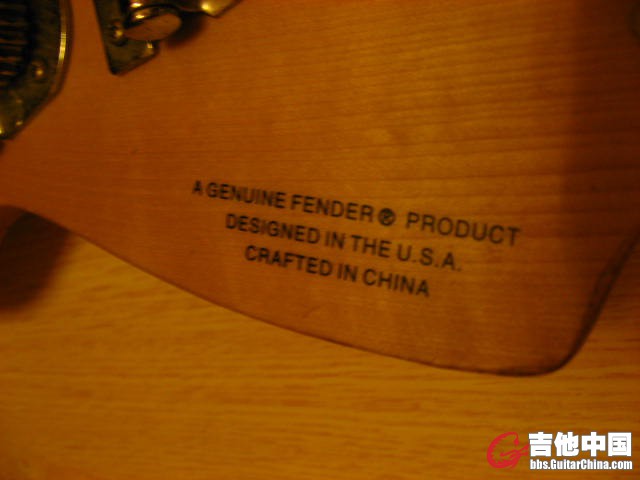 A GENUINE FENDER® PRODUCT
DESIGNED IN THE U.S.A.
CRAFTED IN CHINA
吉他中国
bbs.GuitarChina.com